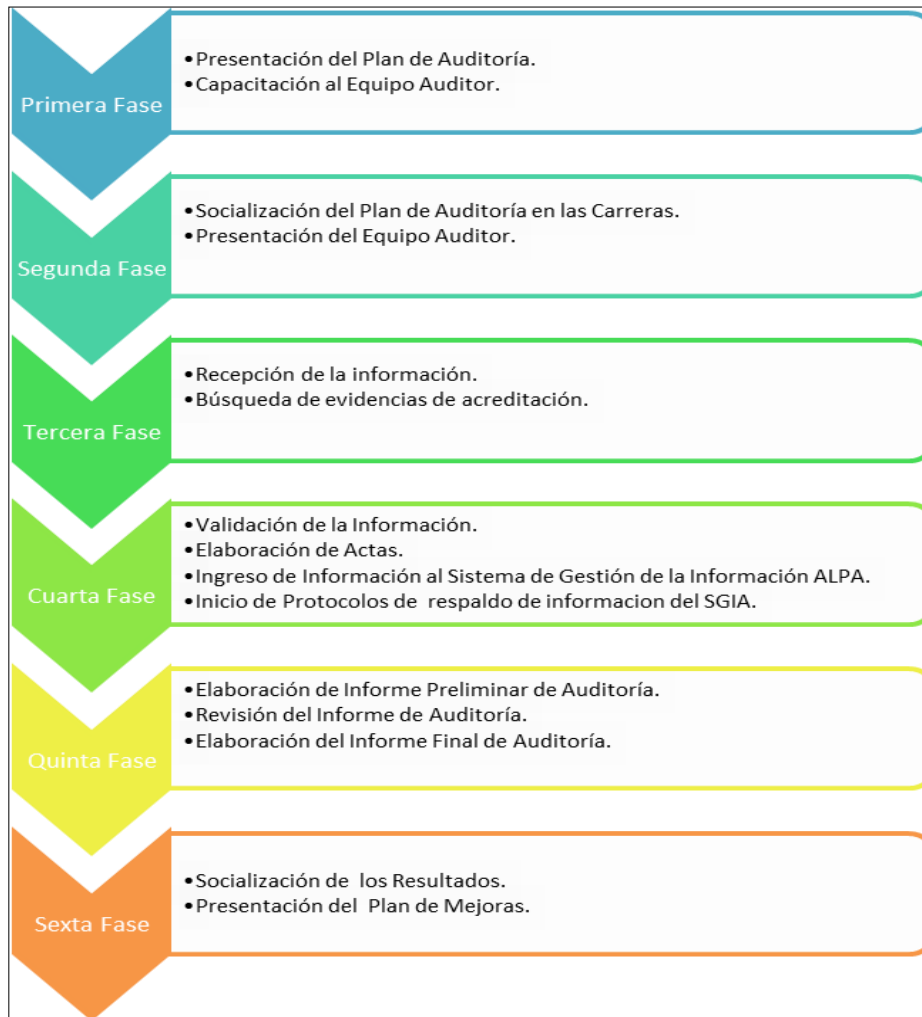 •Presentación del Plan de Auditoría.
•Capacitación al Equipo Auditor.
Primera Fase
•Socialización del Plan de Auditoría en las Carreras.
•Presentación del Equipo Auditor.
Segunda Fase
•Recepción de la información.
•Búsqueda de evidencias de acreditación.
Tercera Fase
•Validación de la Información.
•Elaboración de Actas.
•Ingreso de Información al Sistema de Gestión de la Información ALPA.
•Inicio de Protocolos de respaldo de informacion del SGIA.
Cuarta Fase
•Elaboración de Informe Preliminar de Auditoría.
•Revisión del Informe de Auditoría.
•Elaboración del Informe Final de Auditoría.
Quinta Fase
•Socialización de los Resultados.
•Presentación del Plan de Mejoras.
Sexta Fase